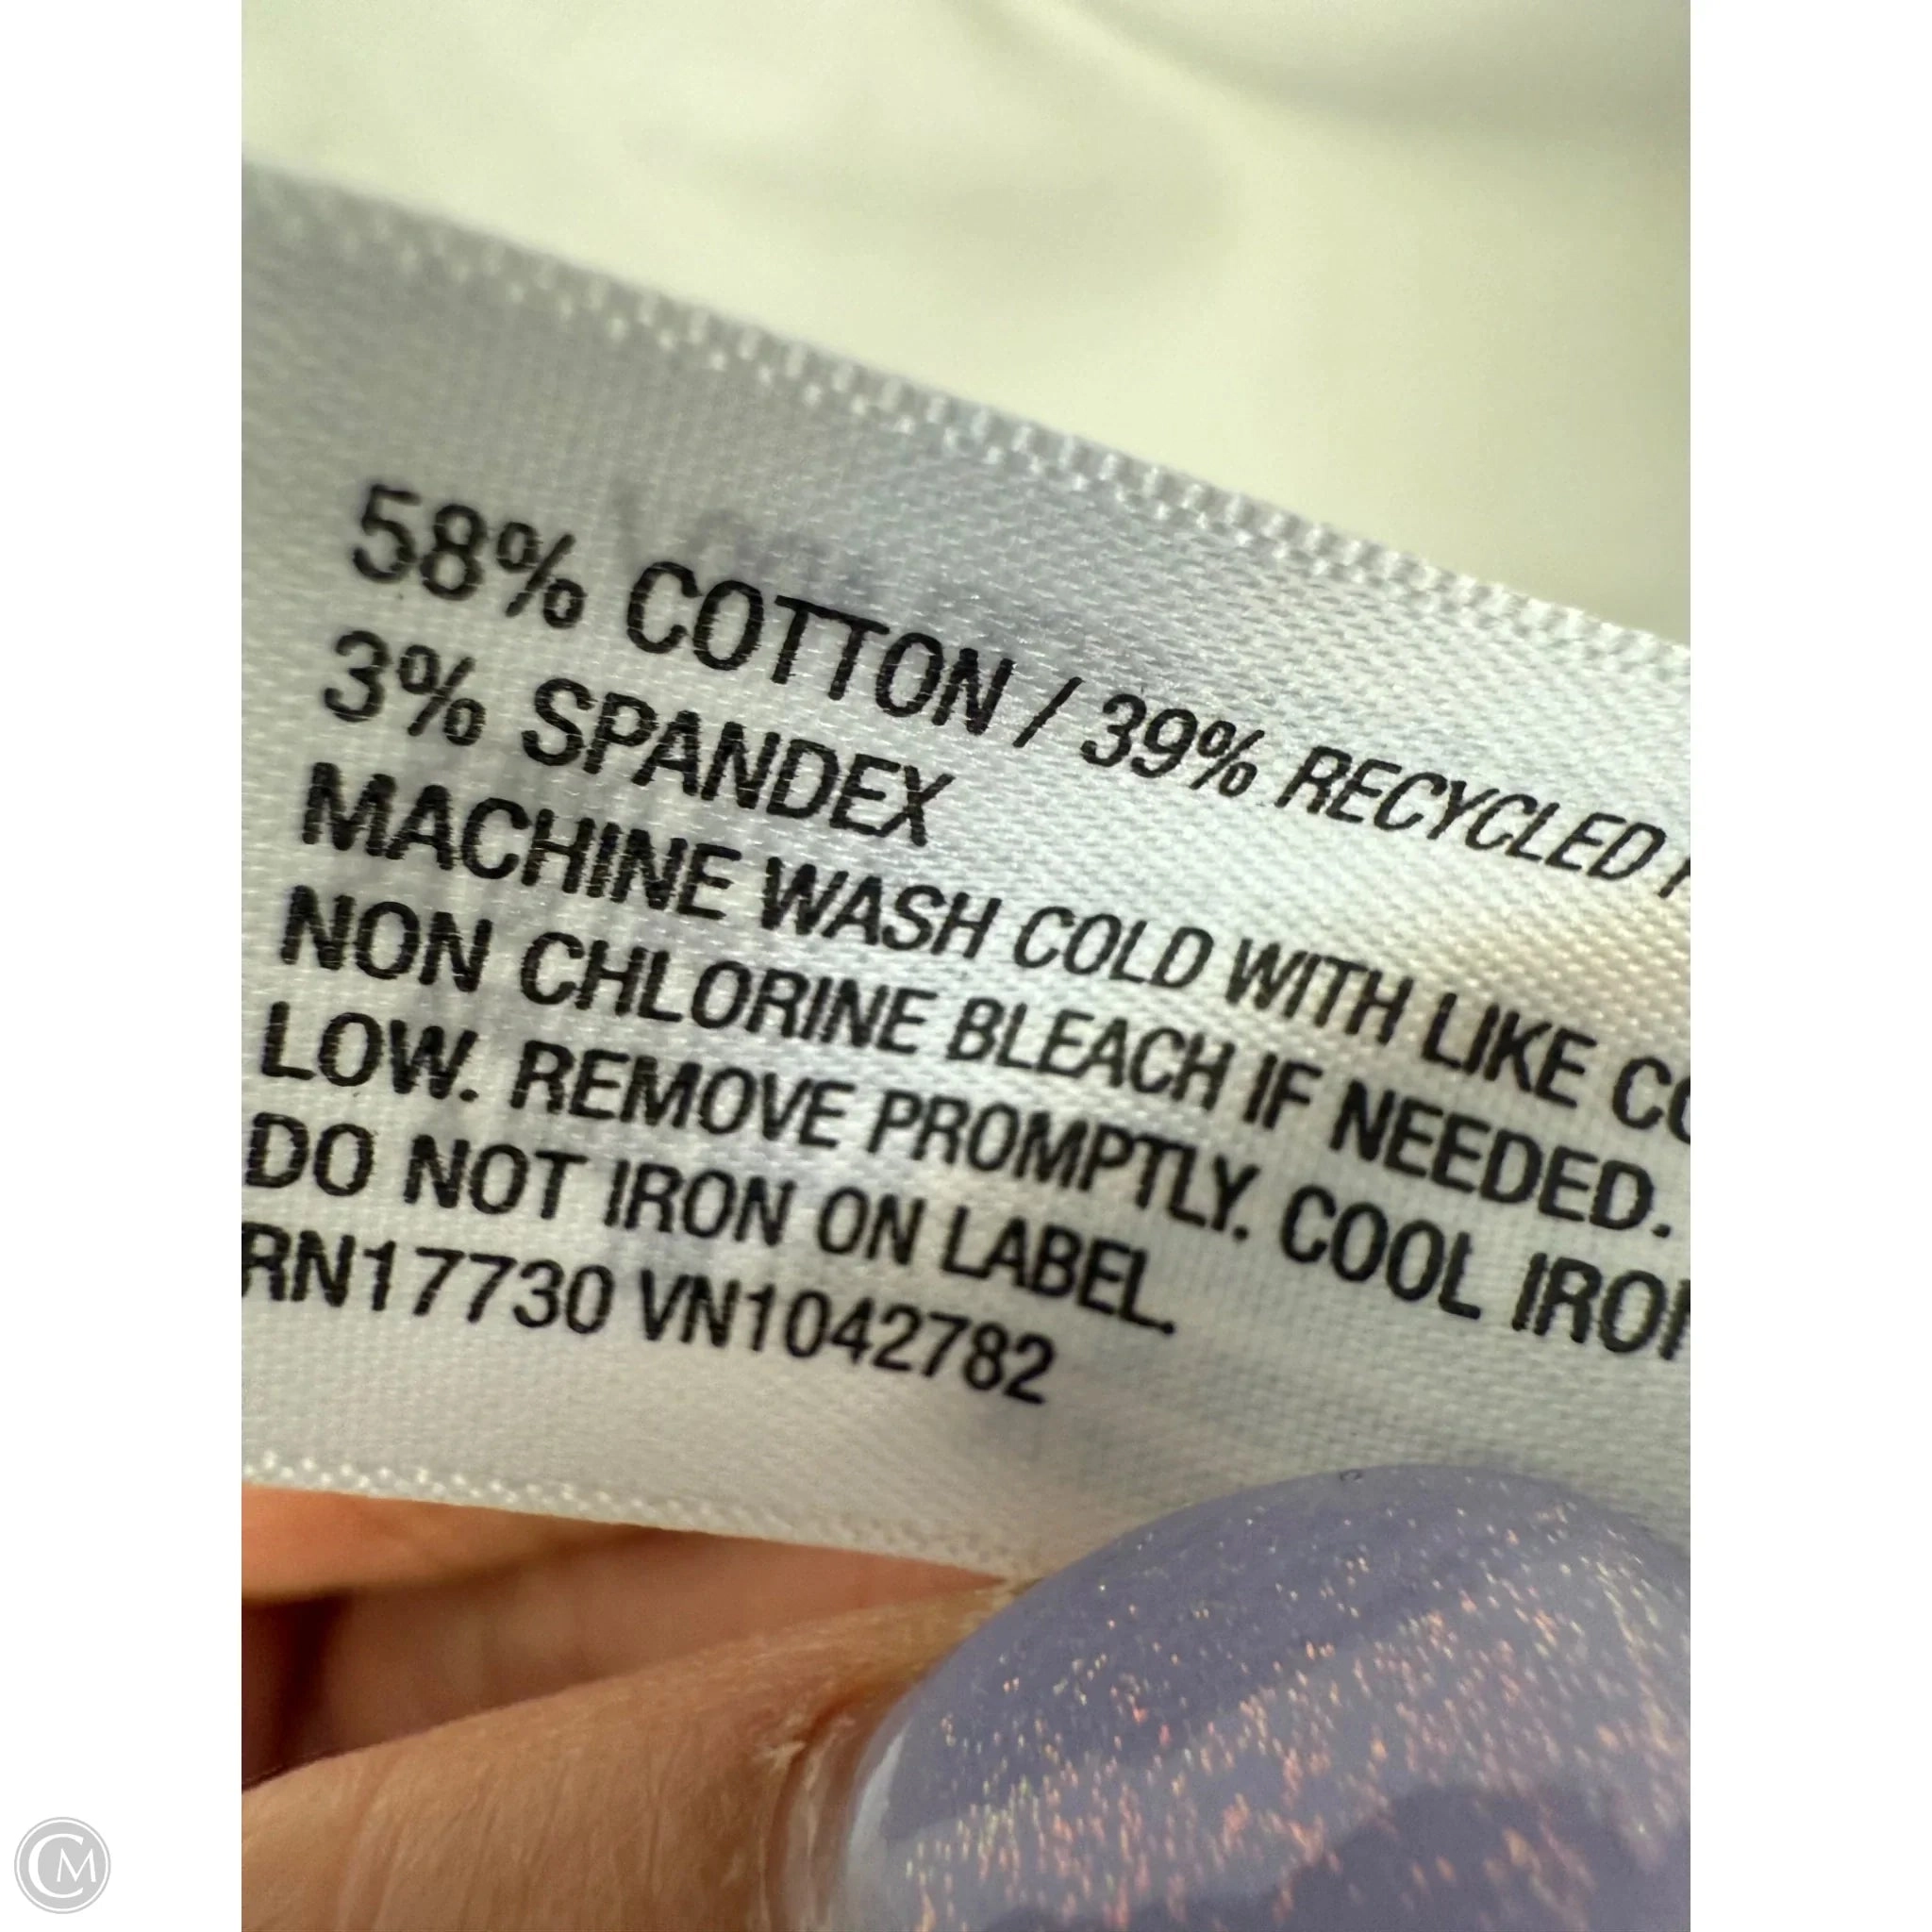 58% COTTON / 39% RECYCLED
3% SPANDEX
MACHINE WASH COLD WITH LIKE
NON CHLORINE BLEACH IF NEEDED.
LOW. REMOVE PROMPTLY. COOL IRON
DO NOT IRON ON LABEL.
RN17730 VN1042782
CM